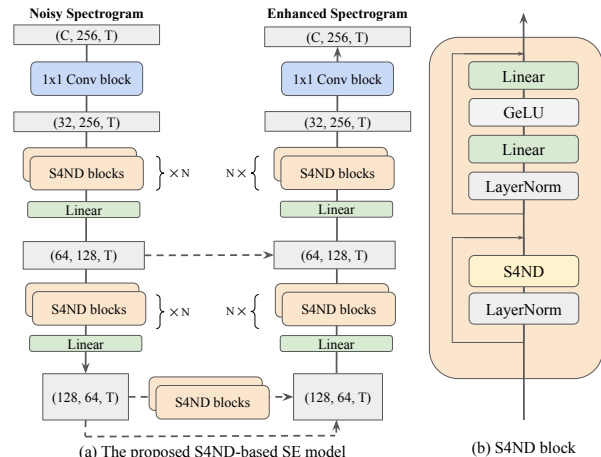 Noisy Spectrogram
(C, 256, T)
1x1 Conv block
(32, 256, T)
S4ND blocks
} × N
Linear
(64, 128, T)
S4ND blocks
} × N
Linear
(128, 64, T)
S4ND blocks
Enhanced Spectrogram
(C, 256, T)
1x1 Conv block
(32, 256, T)
N × {
S4ND blocks
Linear
(64, 128, T)
N × {
S4ND blocks
Linear
(128, 64, T)
(a) The proposed S4ND-based SE model
Linear
GeLU
Linear
LayerNorm
S4ND
LayerNorm
(b) S4ND block